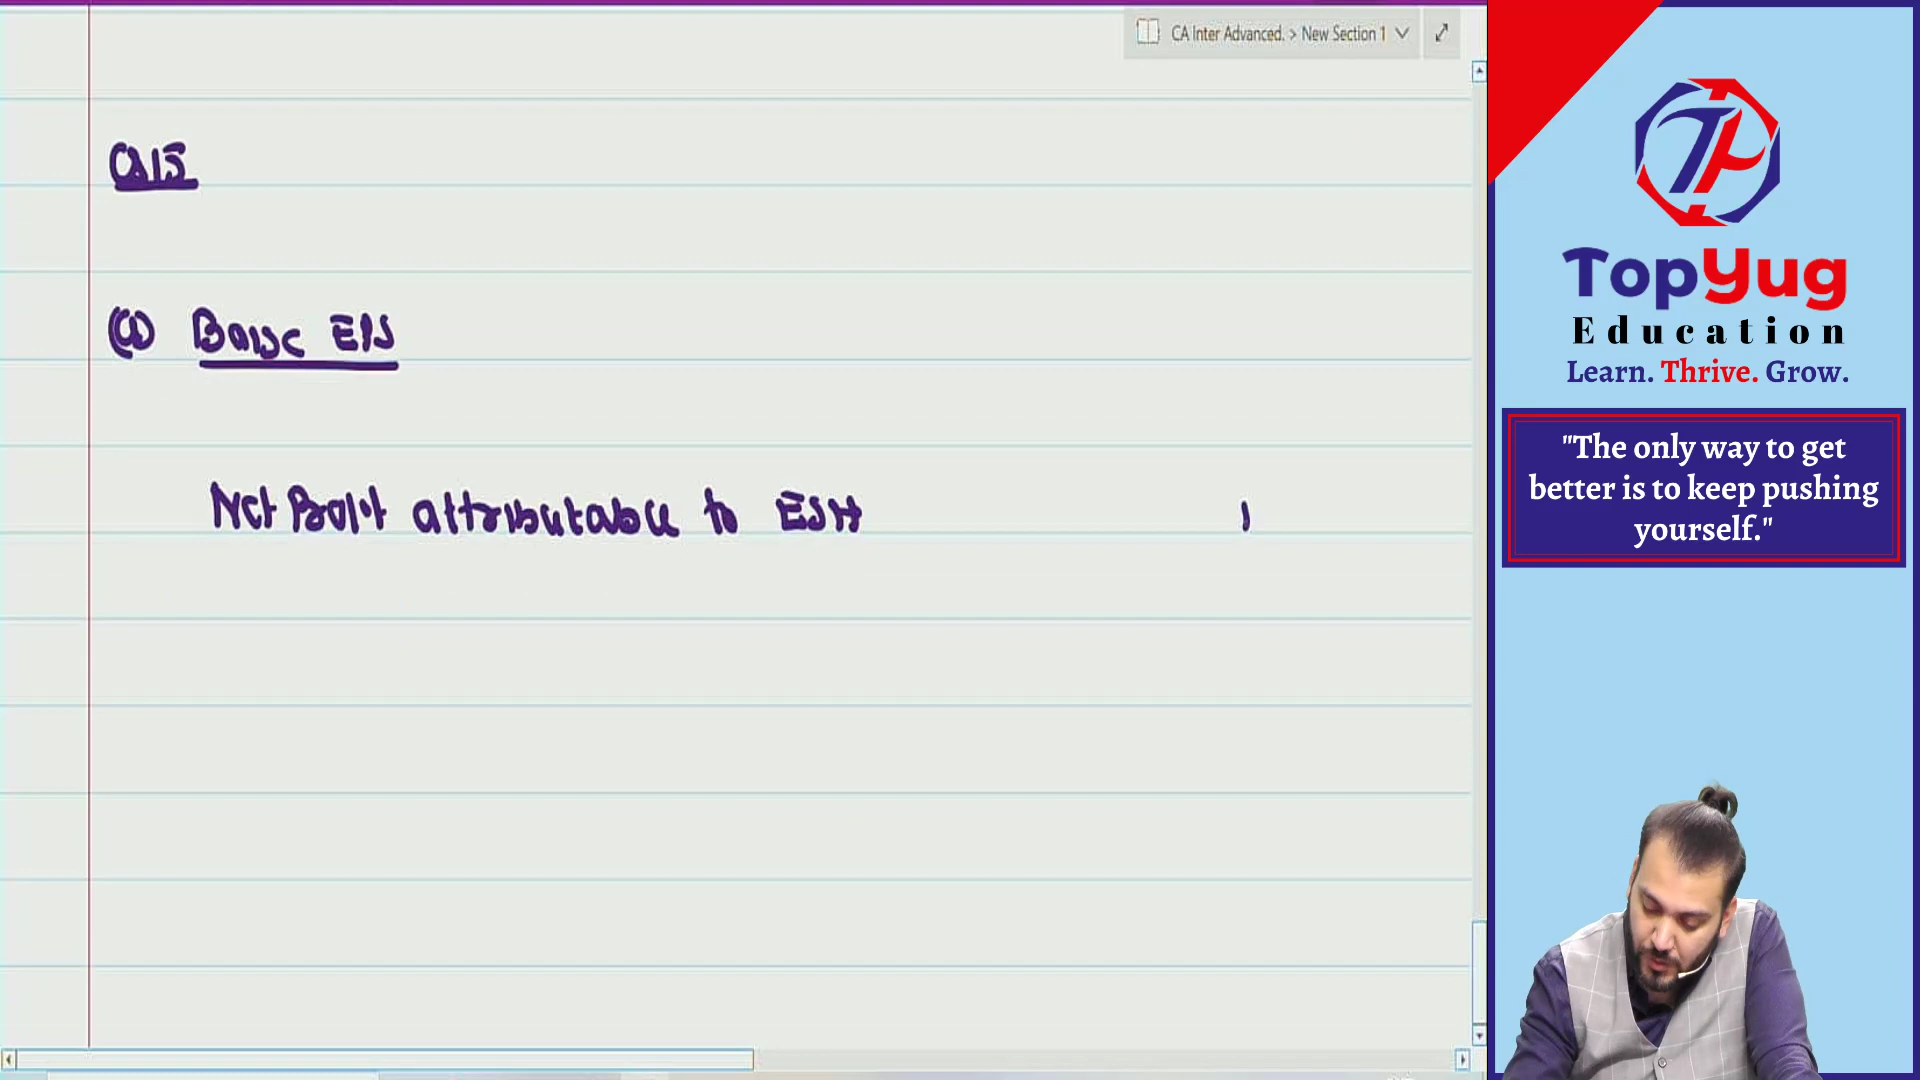 CA Inter Advanced. > New Section 1
Q15
(a) Basic EPS
Net Profit attributable to ESH
TopYug
Education
Learn. Thrive. Grow.
"The only way to get
better is to keep pushing
yourself."